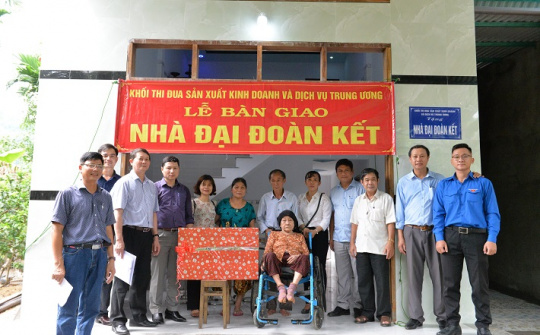 KHỐI THI ĐUA SẢN XUẤT KINH DOANH VÀ DỊCH VỤ TRUNG ƯƠNG
LỄ BÀN GIAO
NHÀ ĐẠI ĐOÀN KẾT
NHÀ ĐẠI ĐOÀN KẾT